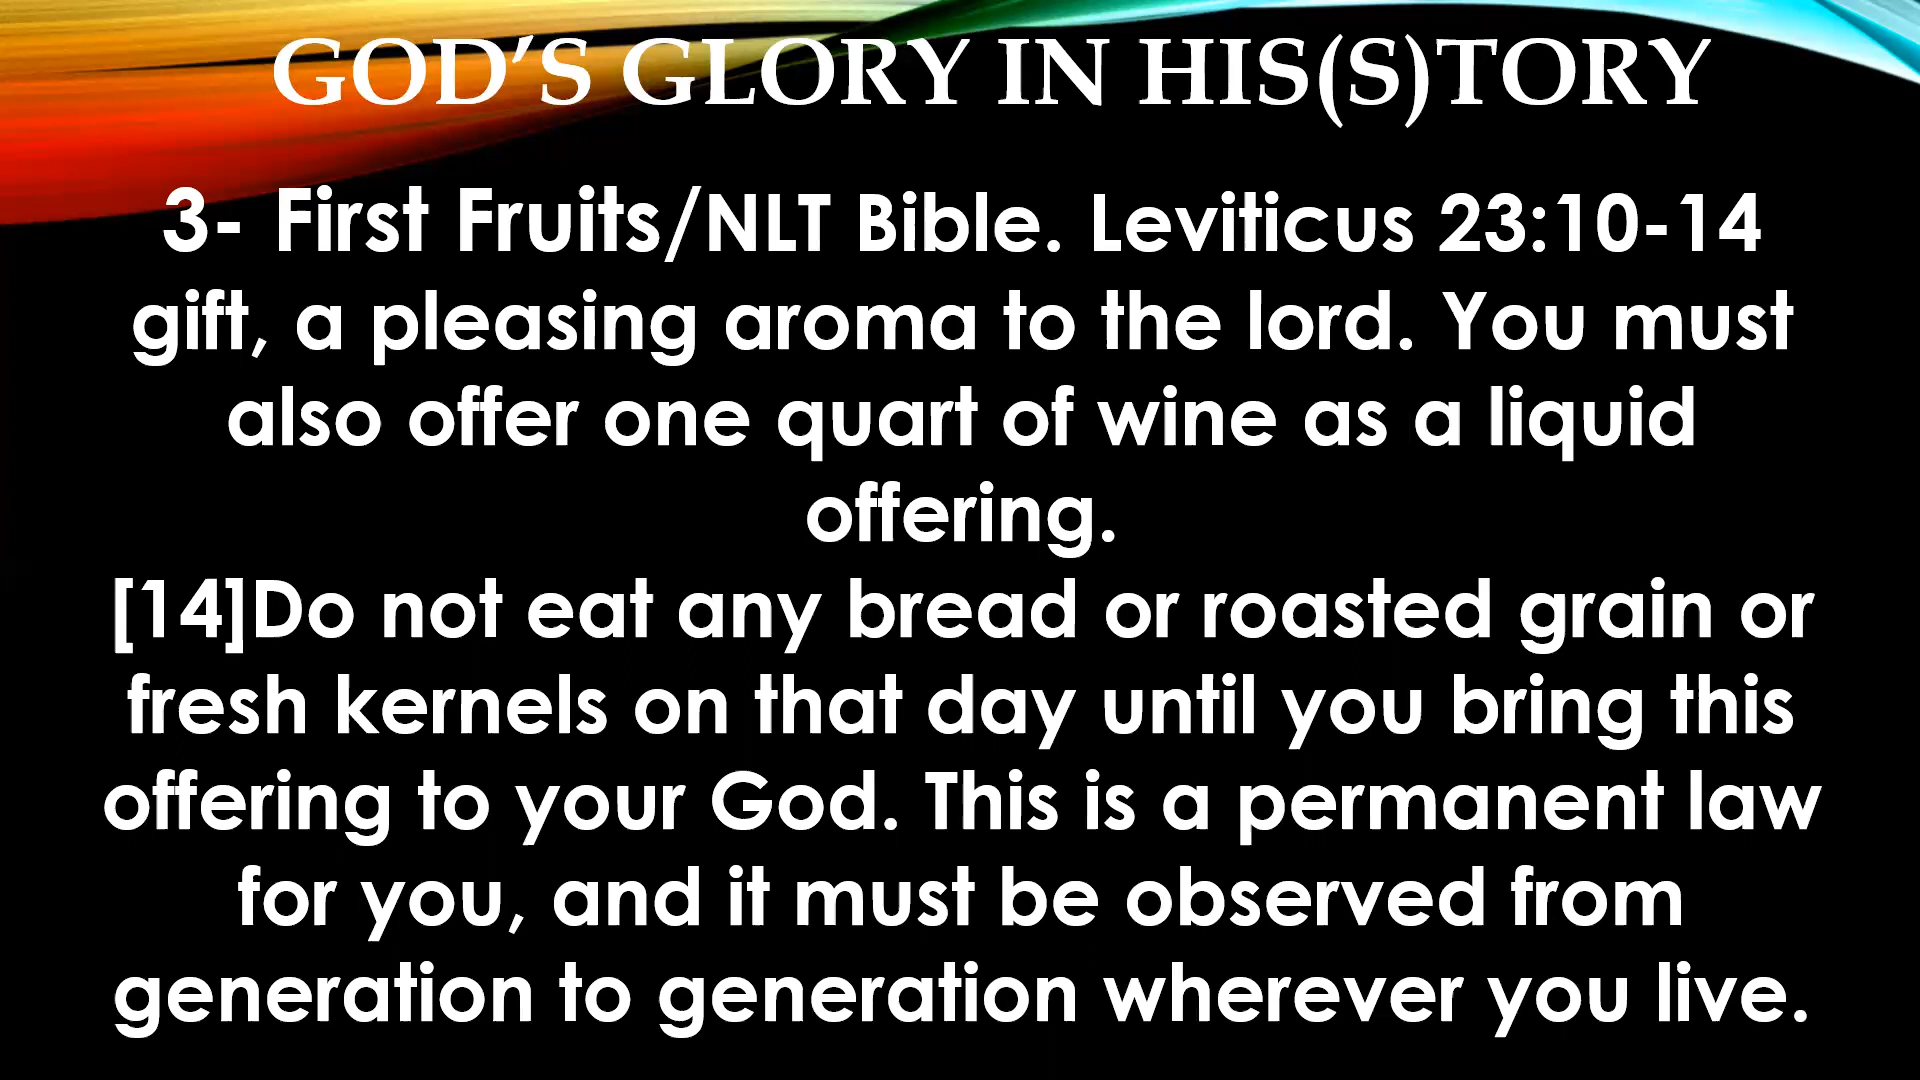 GOD’S GLORY IN HIS(S)TORY
3- First Fruits/NLT Bible. Leviticus 23:10-14
gift, a pleasing aroma to the lord. You must
also offer one quart of wine as a liquid
offering.
[14]Do not eat any bread or roasted grain or
fresh kernels on that day until you bring this
offering to your God. This is a permanent law
for you, and it must be observed from
generation to generation wherever you live.